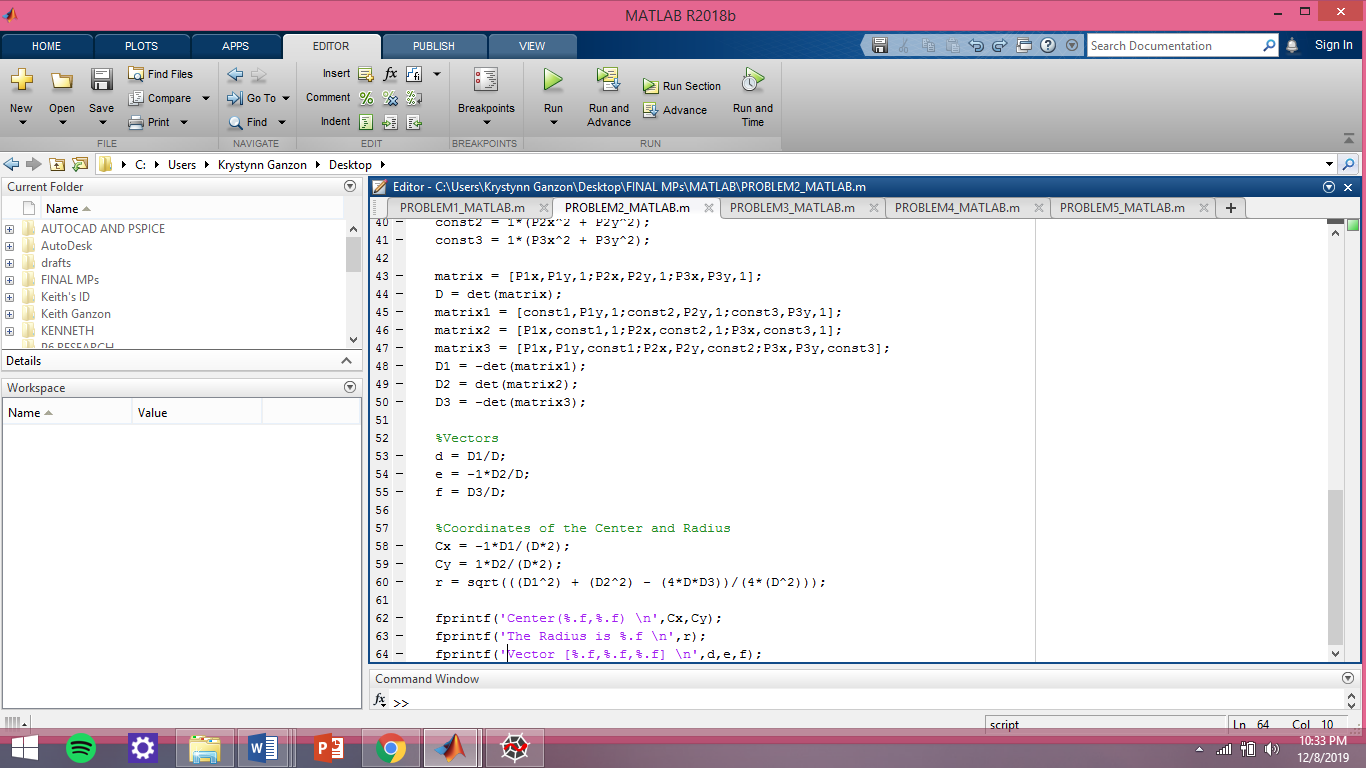 MATLAB R2018b
HOME PLOTS APPS EDITOR PUBLISH VIEW
Search Documentation Sign In
New Open Save Find Files Compare Print
Go To Find
Insert fx
Comment
Indent
Breakpoints
Run Run and Advance Run Section Advance Run and Time
FILE NAVIGATE EDIT BREAKPOINTS RUN
C: Users Krystynn Ganzon Desktop
Current Folder
Name
AUTOCAD AND PSPICE
AutoDesk
drafts
FINAL MPs
Keith's ID
Keith Ganzon
KENNETH
P6 RESEARCH
Details
Workspace
Name Value
Editor - C:\Users\Krystynn Ganzon\Desktop\FINAL MPs\MATLAB\PROBLEM2_MATLAB.m
PROBLEM1_MATLAB.m PROBLEM2_MATLAB.m PROBLEM3_MATLAB.m PROBLEM4_MATLAB.m PROBLEM5_MATLAB.m
40 const2 = 1*(P2x^2 + P2y^2);
41 const3 = 1*(P3x^2 + P3y^2);
42
43 matrix = [P1x,P1y,1;P2x,P2y,1;P3x,P3y,1];
44 D = det(matrix);
45 matrix1 = [const1,P1y,1;const2,P2y,1;const3,P3y,1];
46 matrix2 = [P1x,const1,1;P2x,const2,1;P3x,const3,1];
47 matrix3 = [P1x,P1y,const1;P2x,P2y,const2;P3x,P3y,const3];
48 D1 = -det(matrix1);
49 D2 = det(matrix2);
50 D3 = -det(matrix3);
51
52 %Vectors
53 d = D1/D;
54 e = -1*D2/D;
55 f = D3/D;
56
57 %Coordinates of the Center and Radius
58 Cx = -1*D1/(D*2);
59 Cy = 1*D2/(D*2);
60 r = sqrt(((D1^2) + (D2^2) - (4*D*D3))/(4*(D^2)));
61
62 fprintf('Center(%.f,%.f) \n',Cx,Cy);
63 fprintf('The Radius is %.f \n',r);
64 fprintf('Vector [%.f,%.f,%.f] \n',d,e,f);
Command Window
fx >>
script Ln 64 Col 10
10:33 PM
12/8/2019